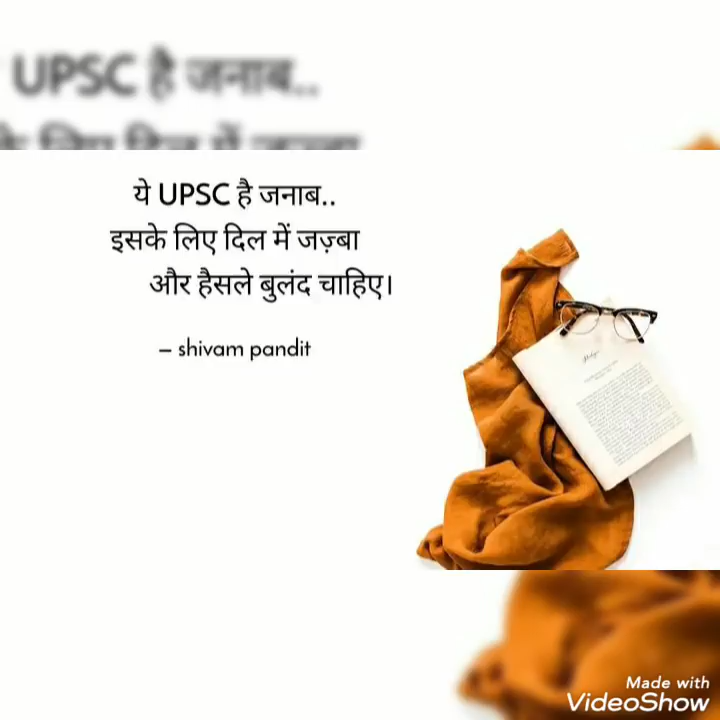 UPSC है जनाब..
ये UPSC है जनाब..
इसके लिए दिल में जज़्बा
और हैसले बुलंद चाहिए।
– shivam pandit
Made with
VideoShow